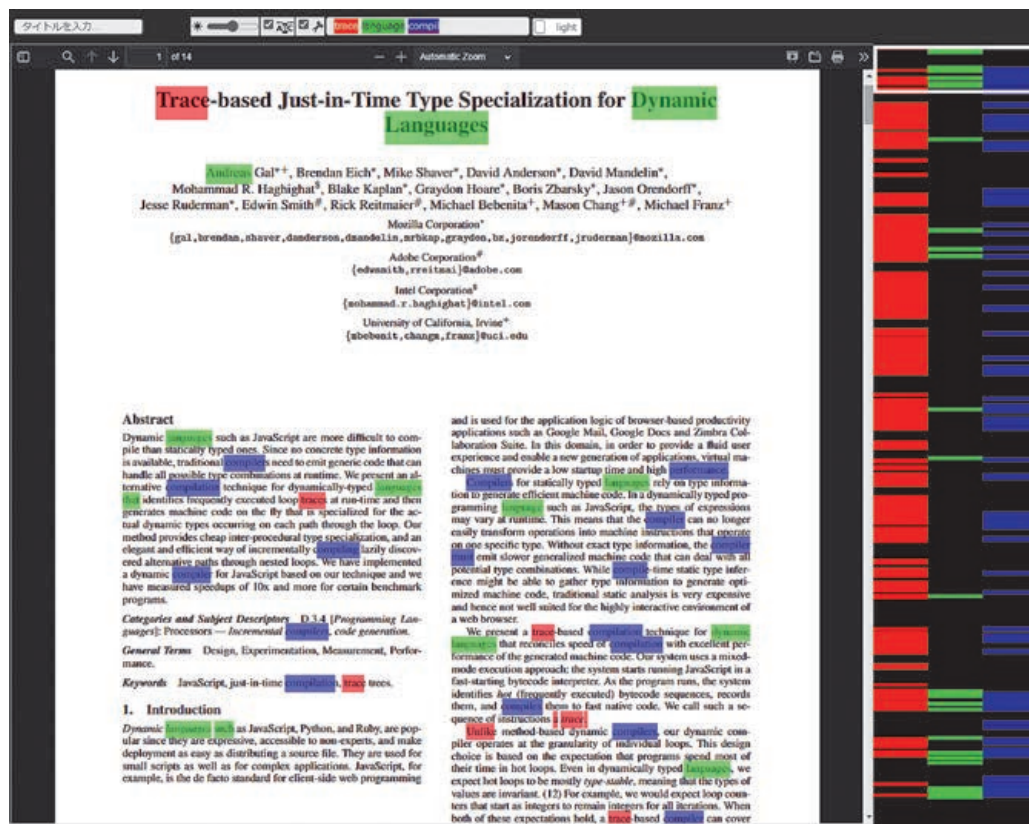 タイトルを入力...
ABC
trace language compil
light
1 of 14
Automatic Zoom
Trace-based Just-in-Time Type Specialization for Dynamic
Languages
Andreas Gal*+, Brendan Eich*, Mike Shaver*, David Anderson*, David Mandelin*,
Mohammad R. Haghighat$, Blake Kaplan*, Graydon Hoare*, Boris Zbarsky*, Jason Orendorff*,
Jesse Ruderman*, Edwin Smith#, Rick Reitmaier#, Michael Bebenita+, Mason Chang+#, Michael Franz+
Mozilla Corporation*
{gal,brendan,shaver,danderson,dmandelin,mrbkap,graydon,bz,jorendorff,jruderman}@mozilla.com
Adobe Corporation#
{edwsmith,rreitmai}@adobe.com
Intel Corporation$
{mohammad.r.haghighat}@intel.com
University of California, Irvine+
{mbebenit,changm,franz}@uci.edu
Abstract
Dynamic languages such as JavaScript are more difficult to com-
pile than statically typed ones. Since no concrete type information
is available, traditional compilers need to emit generic code that can
handle all possible type combinations at runtime. We present an al-
ternative compilation technique for dynamically-typed languages
that identifies frequently executed loop traces at run-time and then
generates machine code on the fly that is specialized for the ac-
tual dynamic types occurring on each path through the loop. Our
method provides cheap inter-procedural type specialization, and an
elegant and efficient way of incrementally compiling lazily discov-
ered alternative paths through nested loops. We have implemented
a dynamic compiler for JavaScript based on our technique and we
have measured speedups of 10x and more for certain benchmark
programs.
Categories and Subject Descriptors D.3.4 [Programming Lan-
guages]: Processors — Incremental compilers, code generation.
General Terms Design, Experimentation, Measurement, Perfor-
mance.
Keywords JavaScript, just-in-time compilation, trace trees.
1. Introduction
Dynamic languages such as JavaScript, Python, and Ruby, are pop-
ular since they are expressive, accessible to non-experts, and make
deployment as easy as distributing a source file. They are used for
small scripts as well as for complex applications. JavaScript, for
example, is the de facto standard for client-side web programming
and is used for the application logic of browser-based productivity
applications such as Google Mail, Google Docs and Zimbra Col-
laboration Suite. In this domain, in order to provide a fluid user
experience and enable a new generation of applications, virtual ma-
chines must provide a low startup time and high performance.
Compilers for statically typed languages rely on type informa-
tion to generate efficient machine code. In a dynamically typed pro-
gramming language such as JavaScript, the types of expressions
may vary at runtime. This means that the compiler can no longer
easily transform operations into machine instructions that operate
on one specific type. Without exact type information, the compiler
must emit slower generalized machine code that can deal with all
potential type combinations. While compile-time static type infer-
ence might be able to gather type information to generate opti-
mized machine code, traditional static analysis is very expensive
and hence not well suited for the highly interactive environment of
a web browser.
We present a trace-based compilation technique for dynamic
languages that reconciles speed of compilation with excellent per-
formance of the generated machine code. Our system uses a mixed-
mode execution approach: the system starts running JavaScript in a
fast-starting bytecode interpreter. As the program runs, the system
identifies hot (frequently executed) bytecode sequences, records
them, and compiles them to fast native code. We call such a se-
quence of instructions a trace.
Unlike method-based dynamic compilers, our dynamic com-
piler operates at the granularity of individual loops. This design
choice is based on the expectation that programs spend most of
their time in hot loops. Even in dynamically typed languages, we
expect hot loops to be mostly type-stable, meaning that the types of
values are invariant. (12) For example, we would expect loop coun-
ters that start as integers to remain integers for all iterations. When
both of these expectations hold, a trace-based compiler can cover